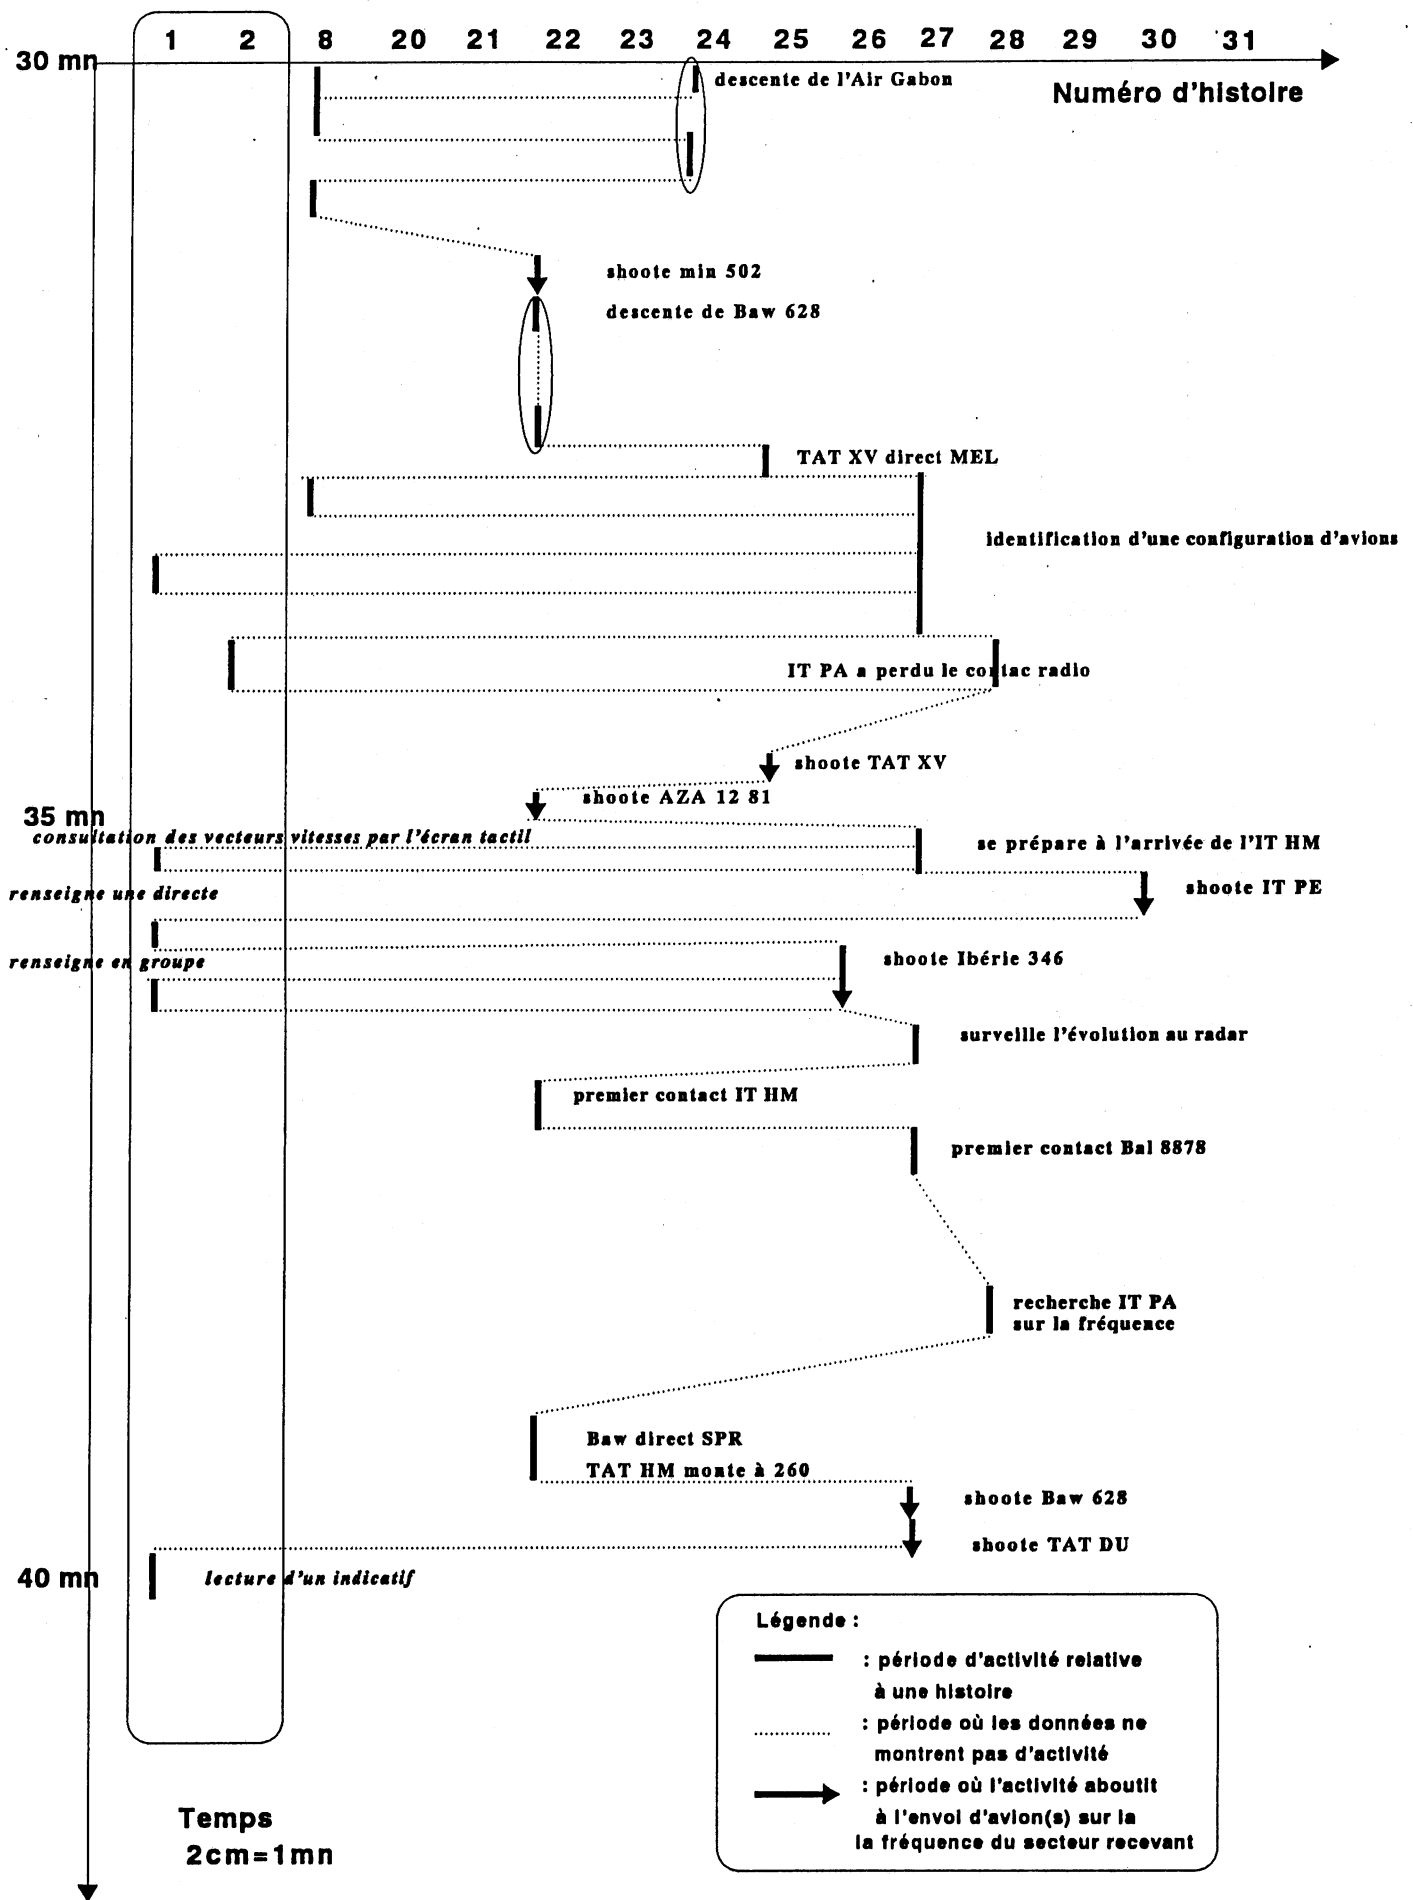 1 2 8 20 21 22 23 24 25 26 27 28 29 30 31
30 mn
descente de l'Air Gabon
Numéro d'histoire
shoote min 502
descente de Baw 628
TAT XV direct MEL
identification d'une configuration d'avions
IT PA a perdu le contac radio
shoote TAT XV
shoote AZA 12 81
35 mn
consultation des vecteurs vitesses par l'écran tactil
se prépare à l'arrivée de l'IT HM
renseigne une directe
shoote IT PE
renseigne en groupe
shoote Ibérie 346
surveille l'évolution au radar
premier contact IT HM
premier contact Bal 8878
recherche IT PA
sur la fréquence
Baw direct SPR
TAT HM monte à 260
shoote Baw 628
shoote TAT DU
40 mn
lecture d'un indicatif
Légende :
: période d'activité relative
à une histoire
: période où les données ne
montrent pas d'activité
: période où l'activité aboutit
à l'envoi d'avion(s) sur la
la fréquence du secteur recevant
Temps
2cm=1mn